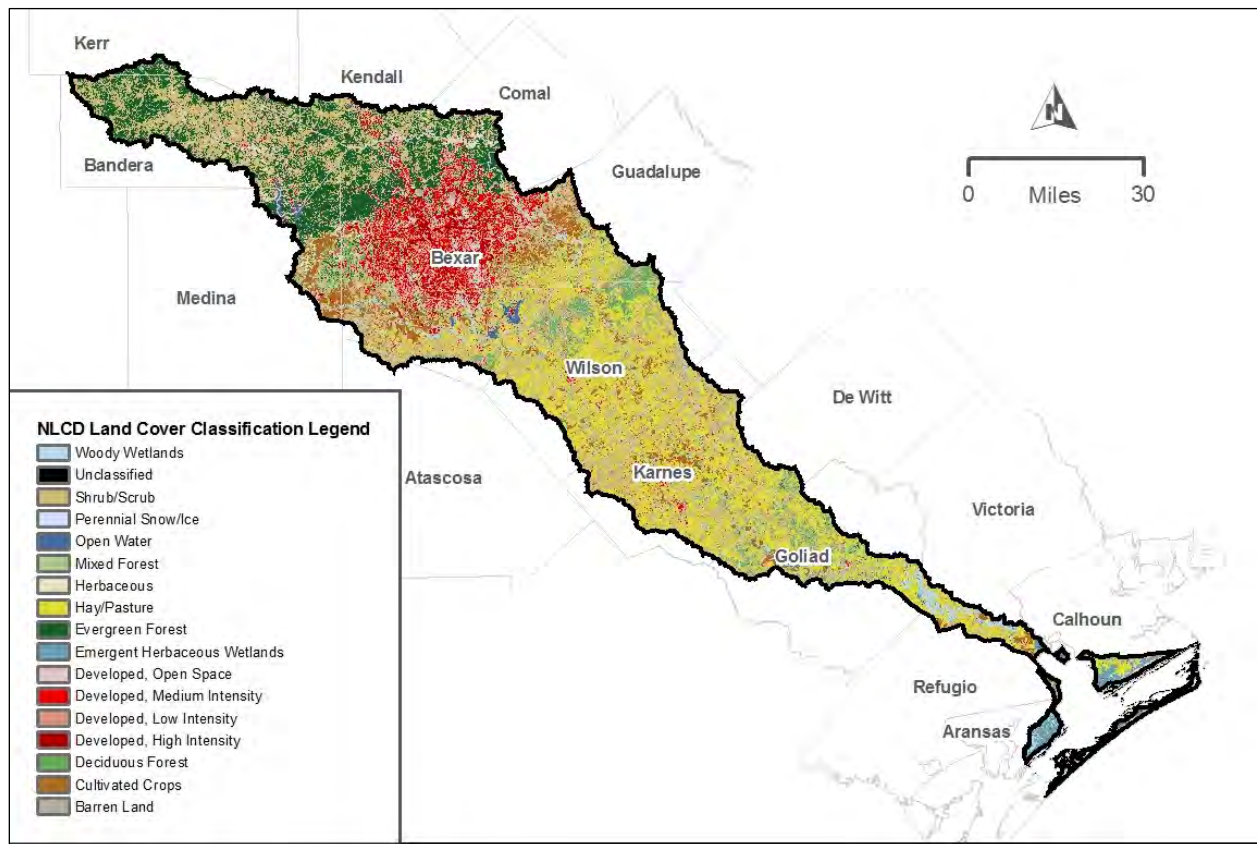 Kerr
Kendall
Comal
Bandera
Guadalupe
N
0 30
Miles
Bexar
Medina
Wilson
De Witt
Karnes
Atascosa
Victoria
Goliad
Calhoun
Refugio
Aransas
NLCD Land Cover Classification Legend
Woody Wetlands
Unclassified
Shrub/Scrub
Perennial Snow/Ice
Open Water
Mixed Forest
Herbaceous
Hay/Pasture
Evergreen Forest
Emergent Herbaceous Wetlands
Developed, Open Space
Developed, Medium Intensity
Developed, Low Intensity
Developed, High Intensity
Deciduous Forest
Cultivated Crops
Barren Land